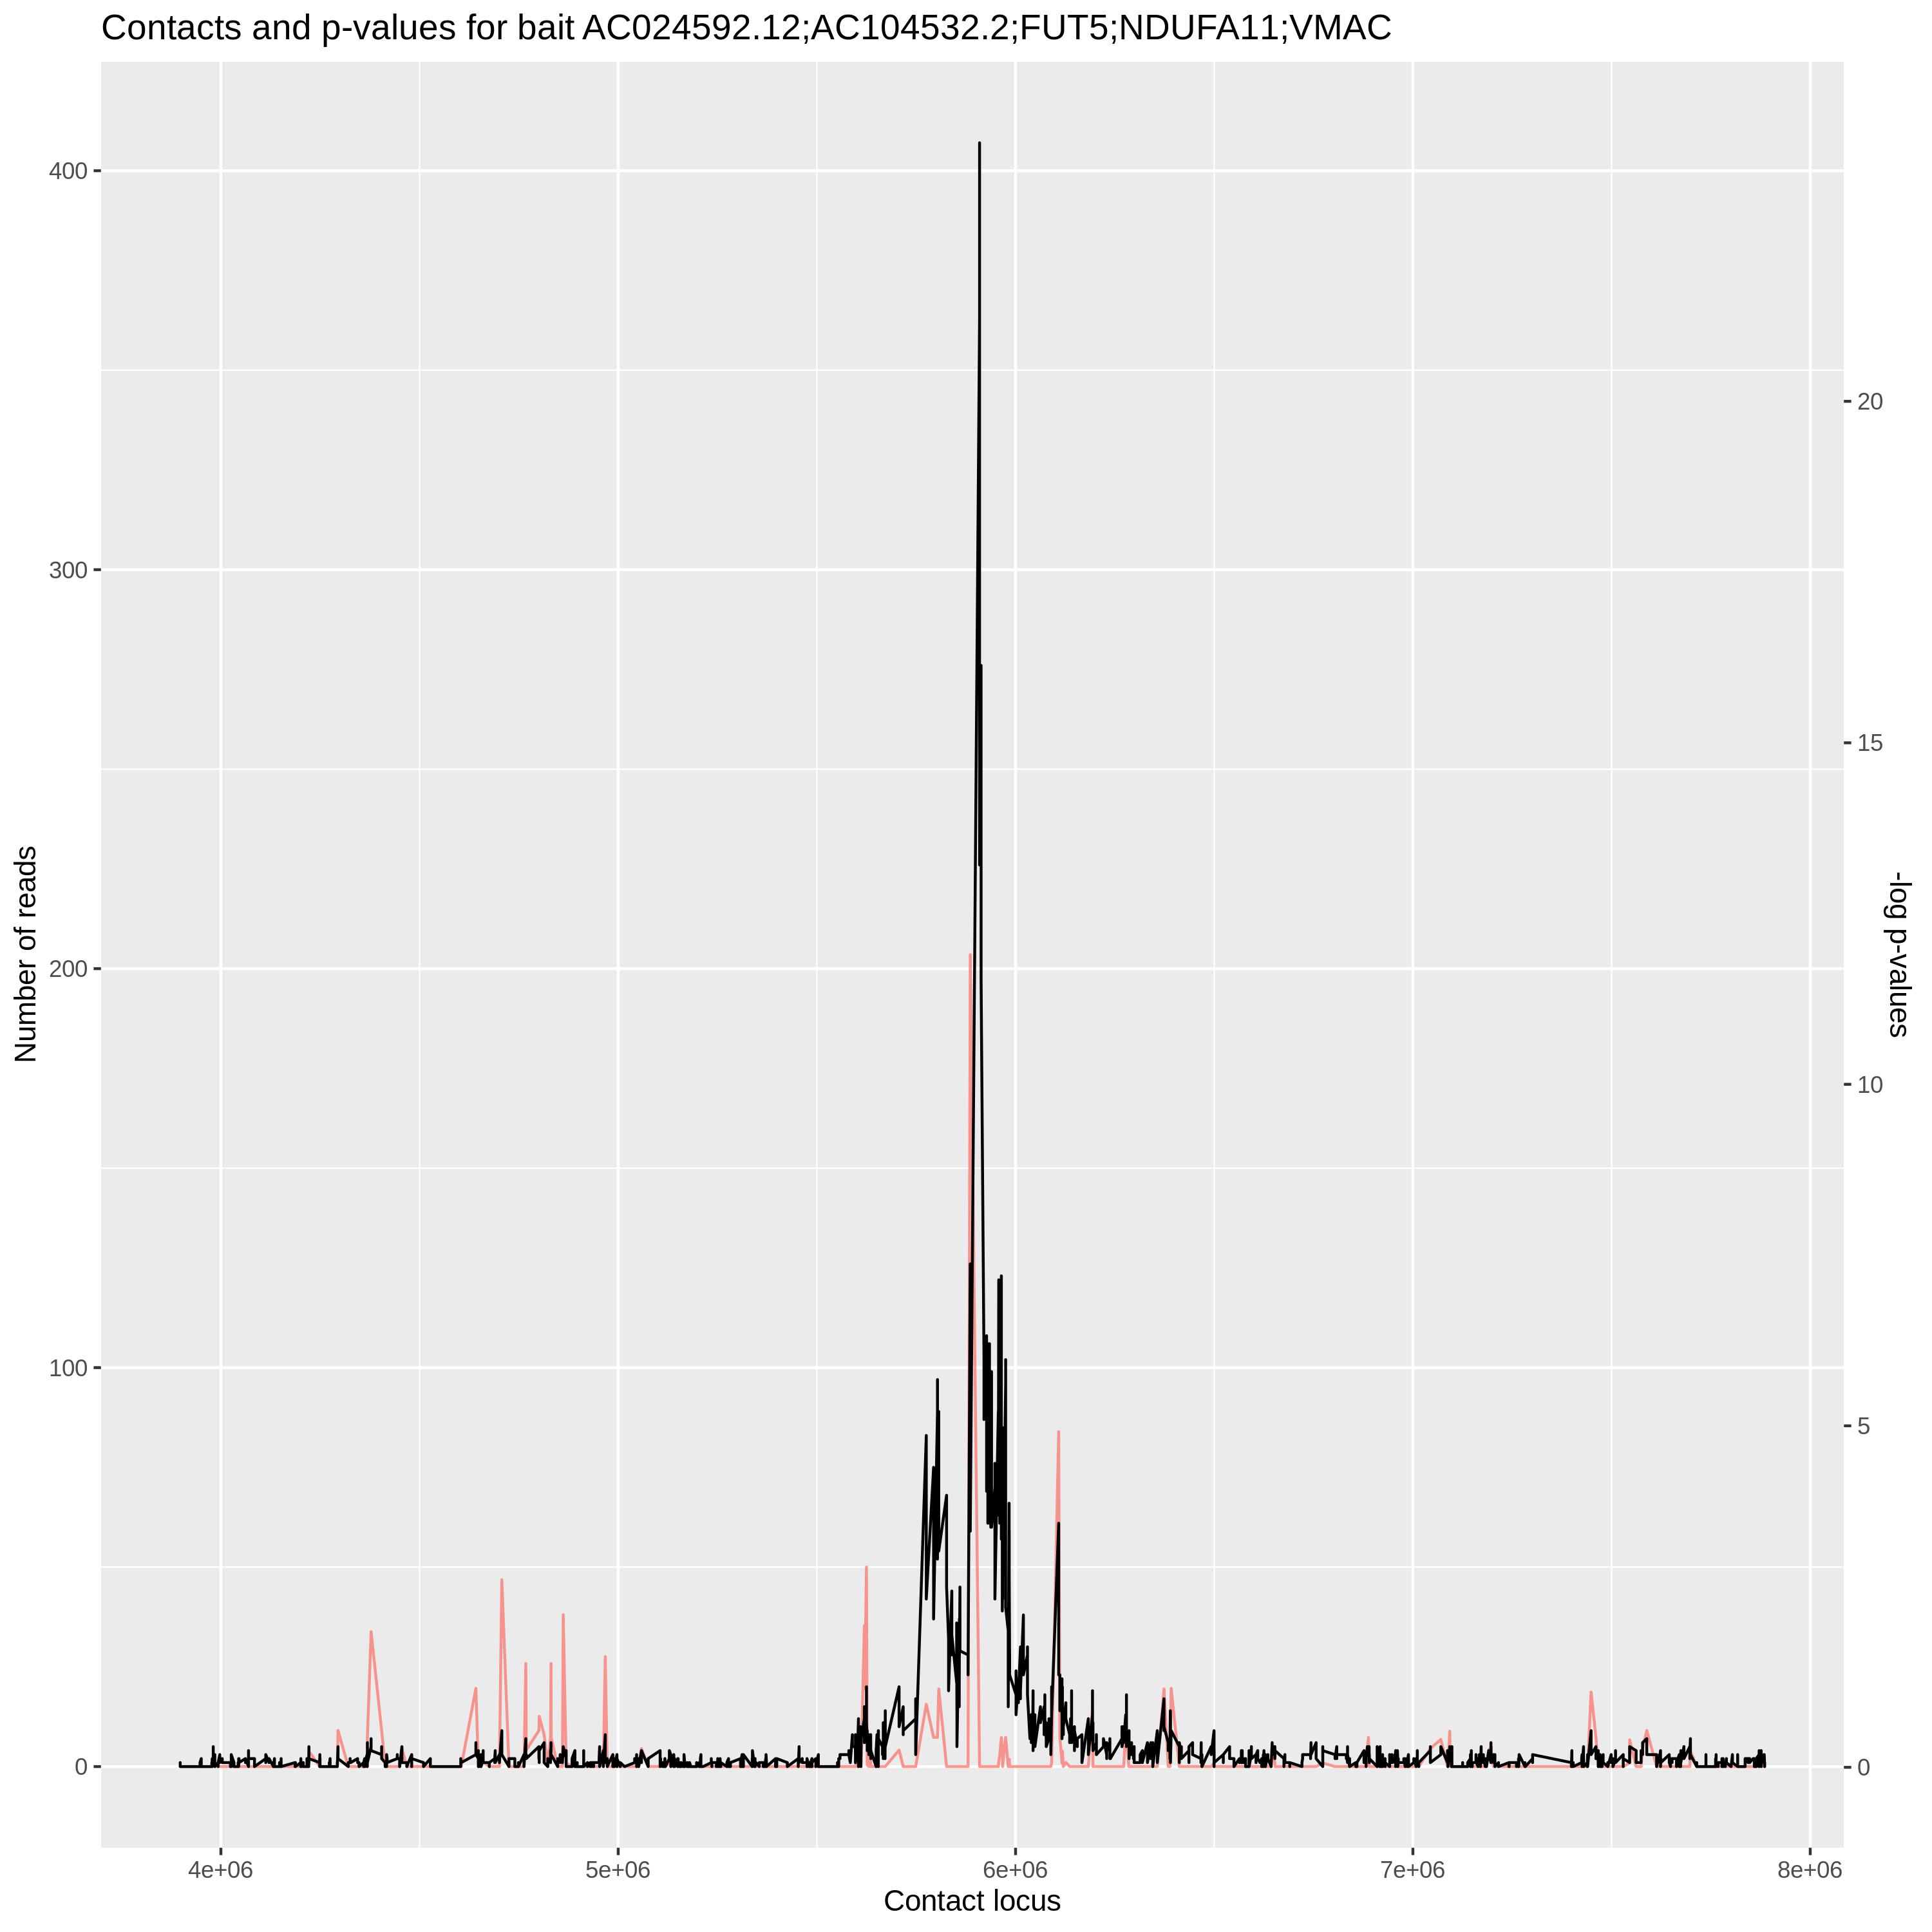 Contacts and p-values for bait AC024592.12;AC104532.2;FUT5;NDUFA11;VMAC
400
300
200
100
0
Number of reads
20
15
10
5
0
-log p-values
4e+06
5e+06
6e+06
7e+06
8e+06
Contact locus